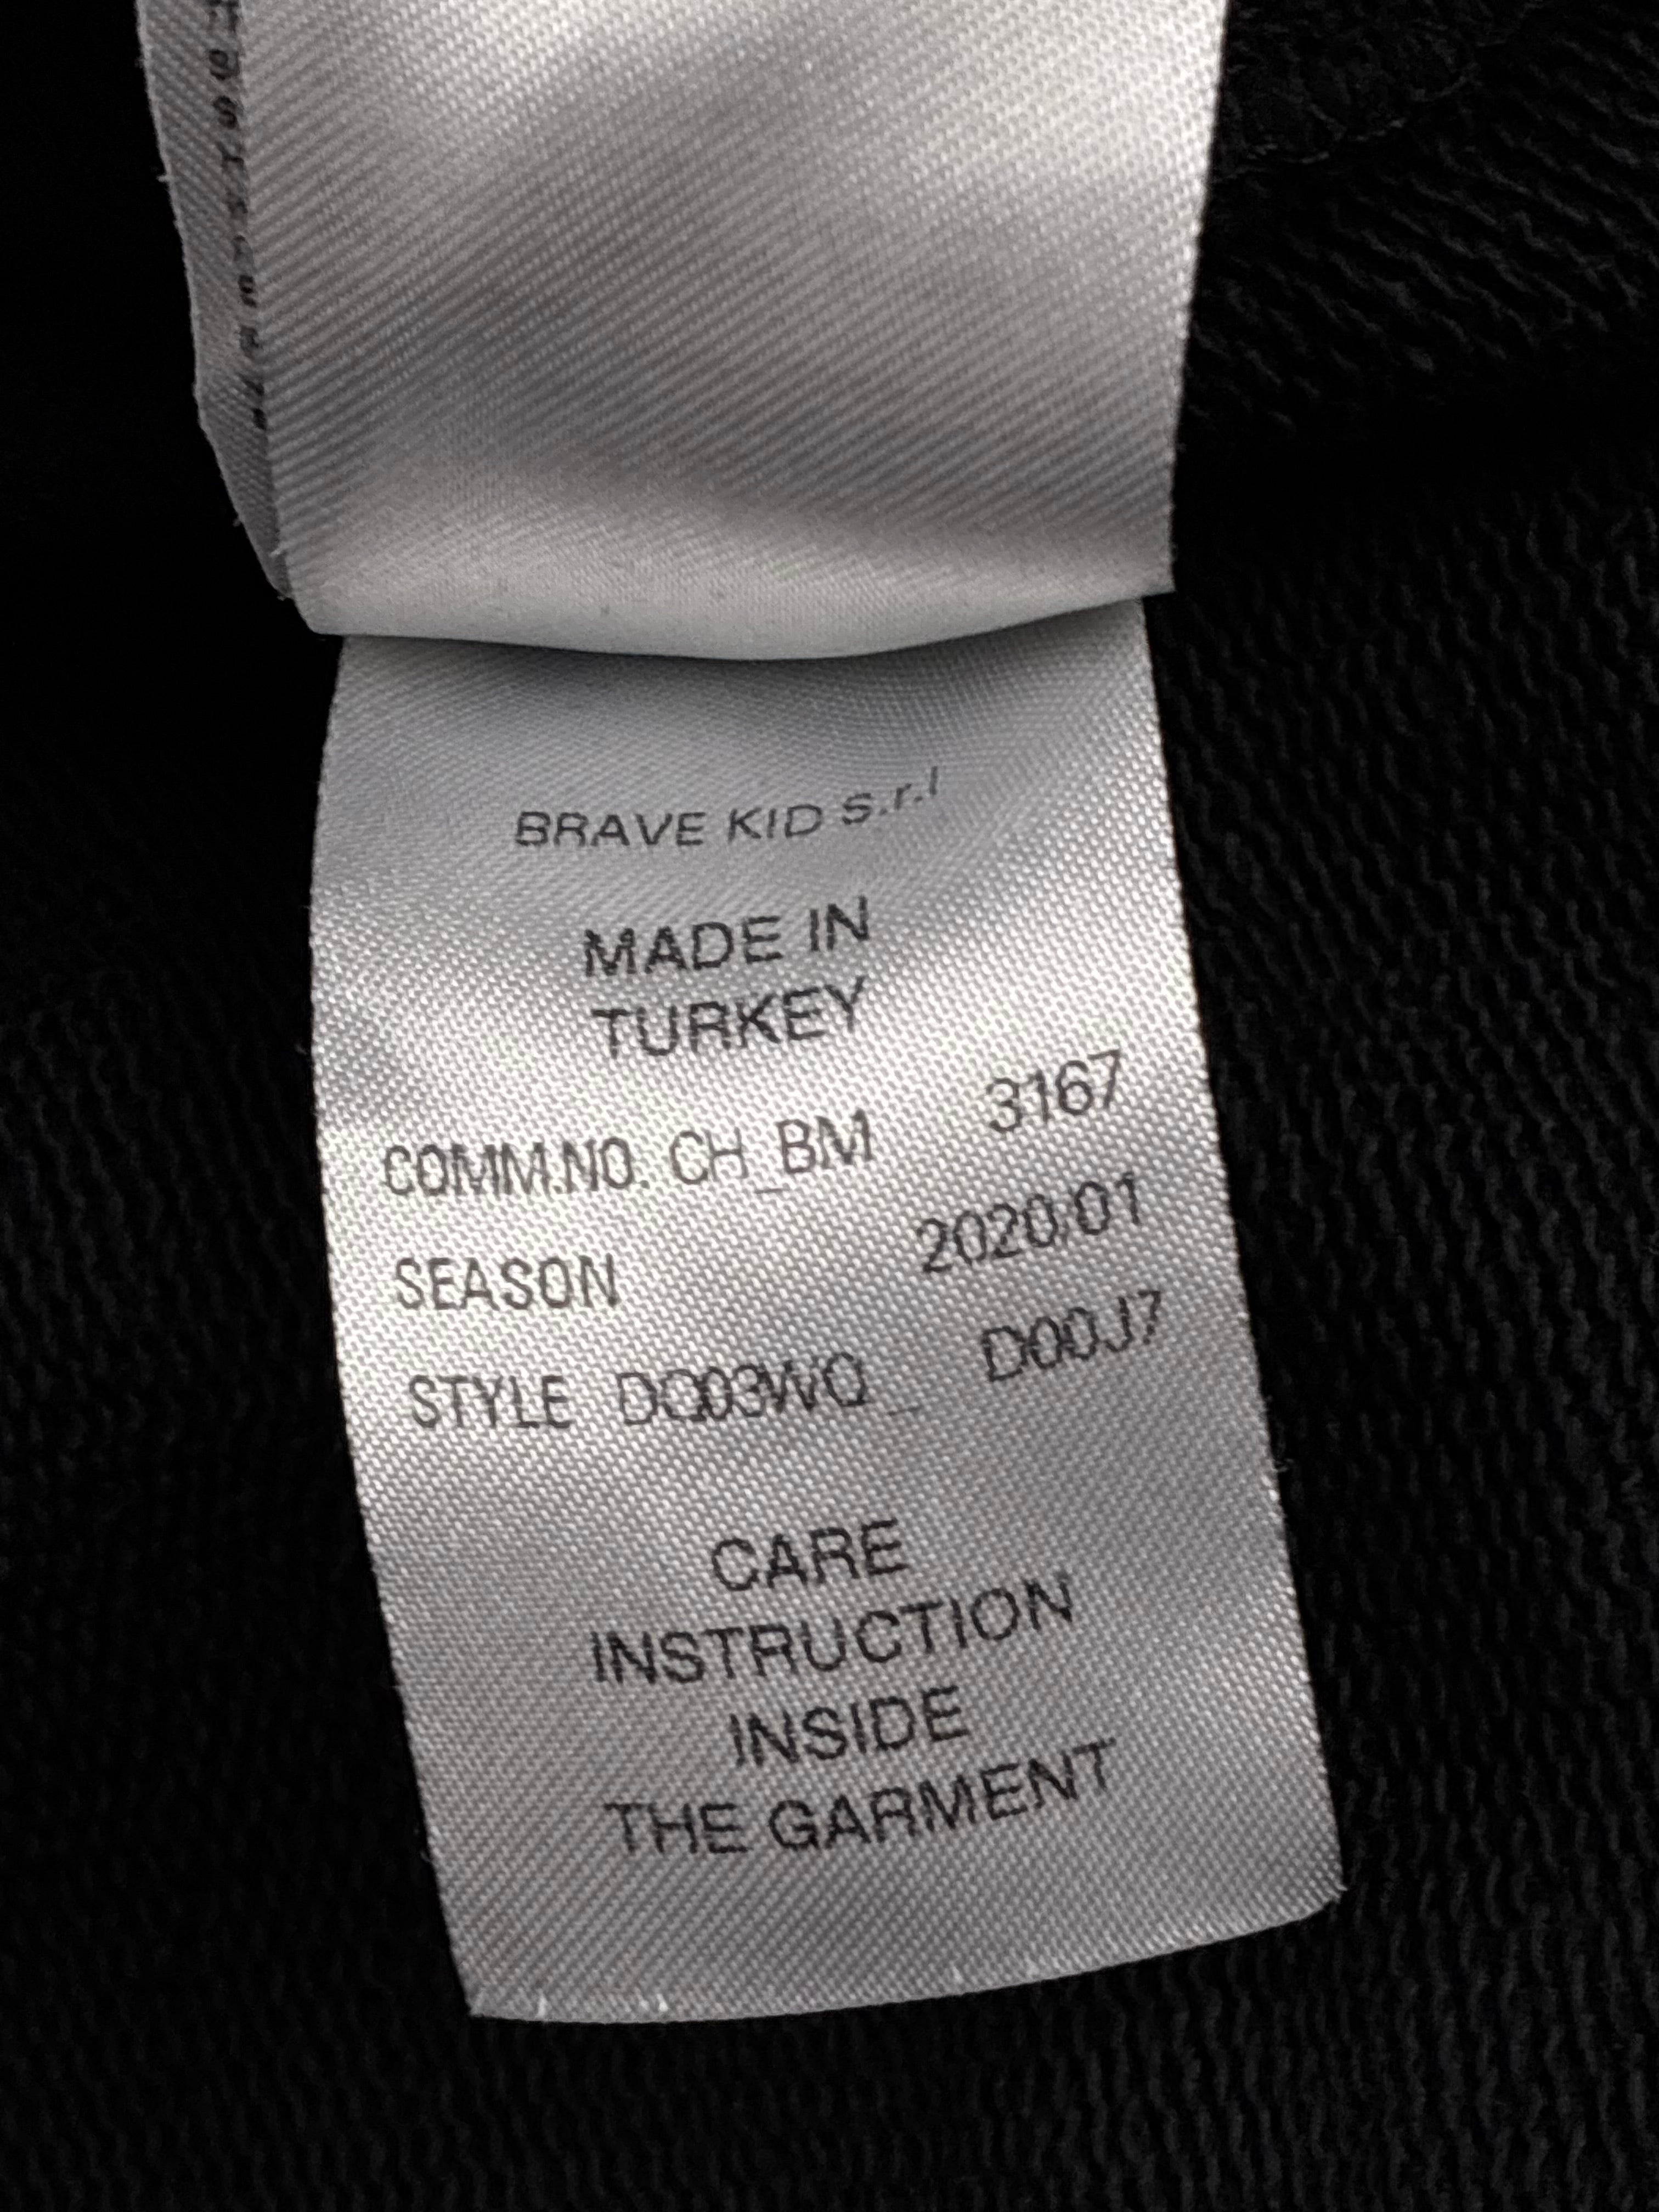 BRAVE KID S.r.l
MADE IN
TURKEY
COMM.NO. CH_BM 3167
SEASON 2020/01
STYLE DQ03WQ_ D00J7
CARE
INSTRUCTION
INSIDE
THE GARMENT